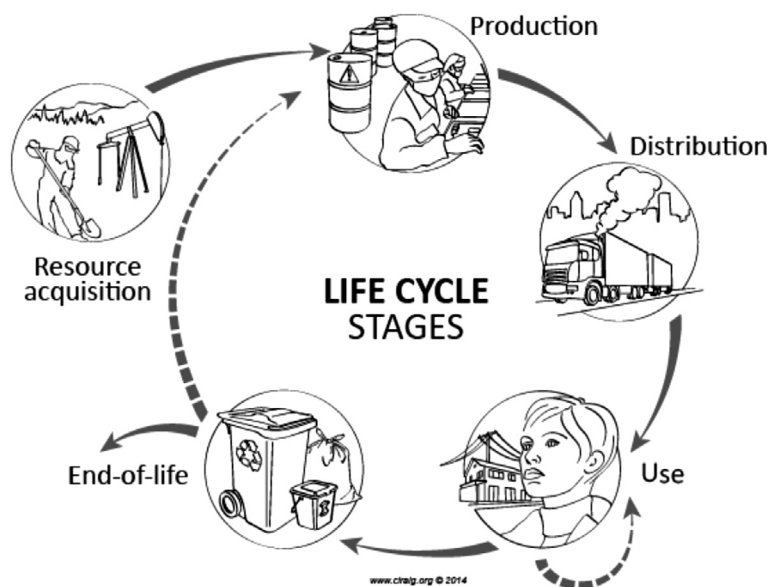 Production
Distribution
Resource
acquisition
LIFE CYCLE
STAGES
End-of-life
Use
www.ciraig.org © 2014